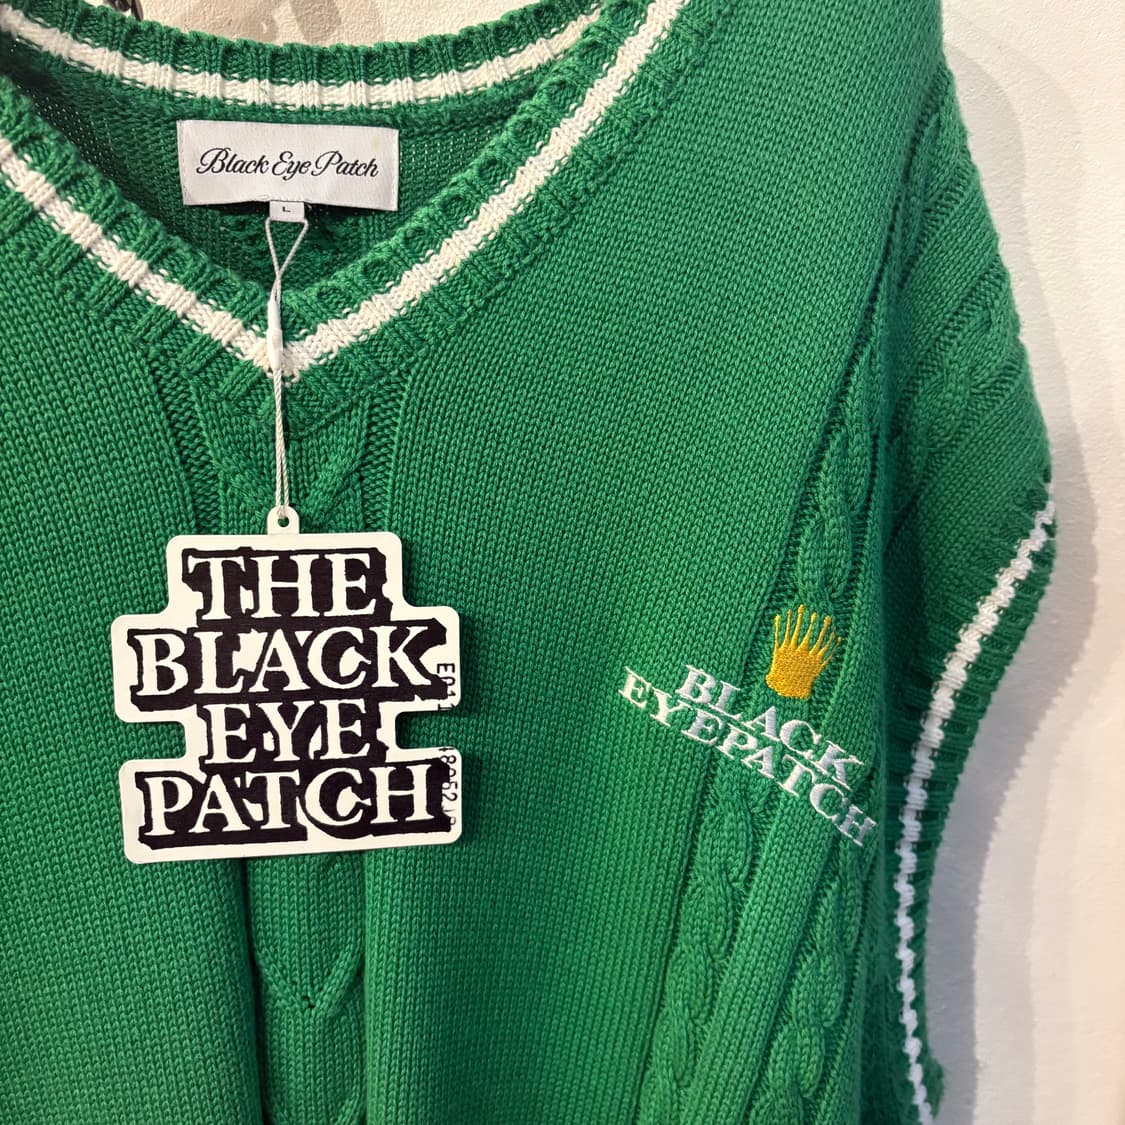 Black Eye Patch
L
THE
BLACK
EYE
PATCH
BLACK
EYEPATCH